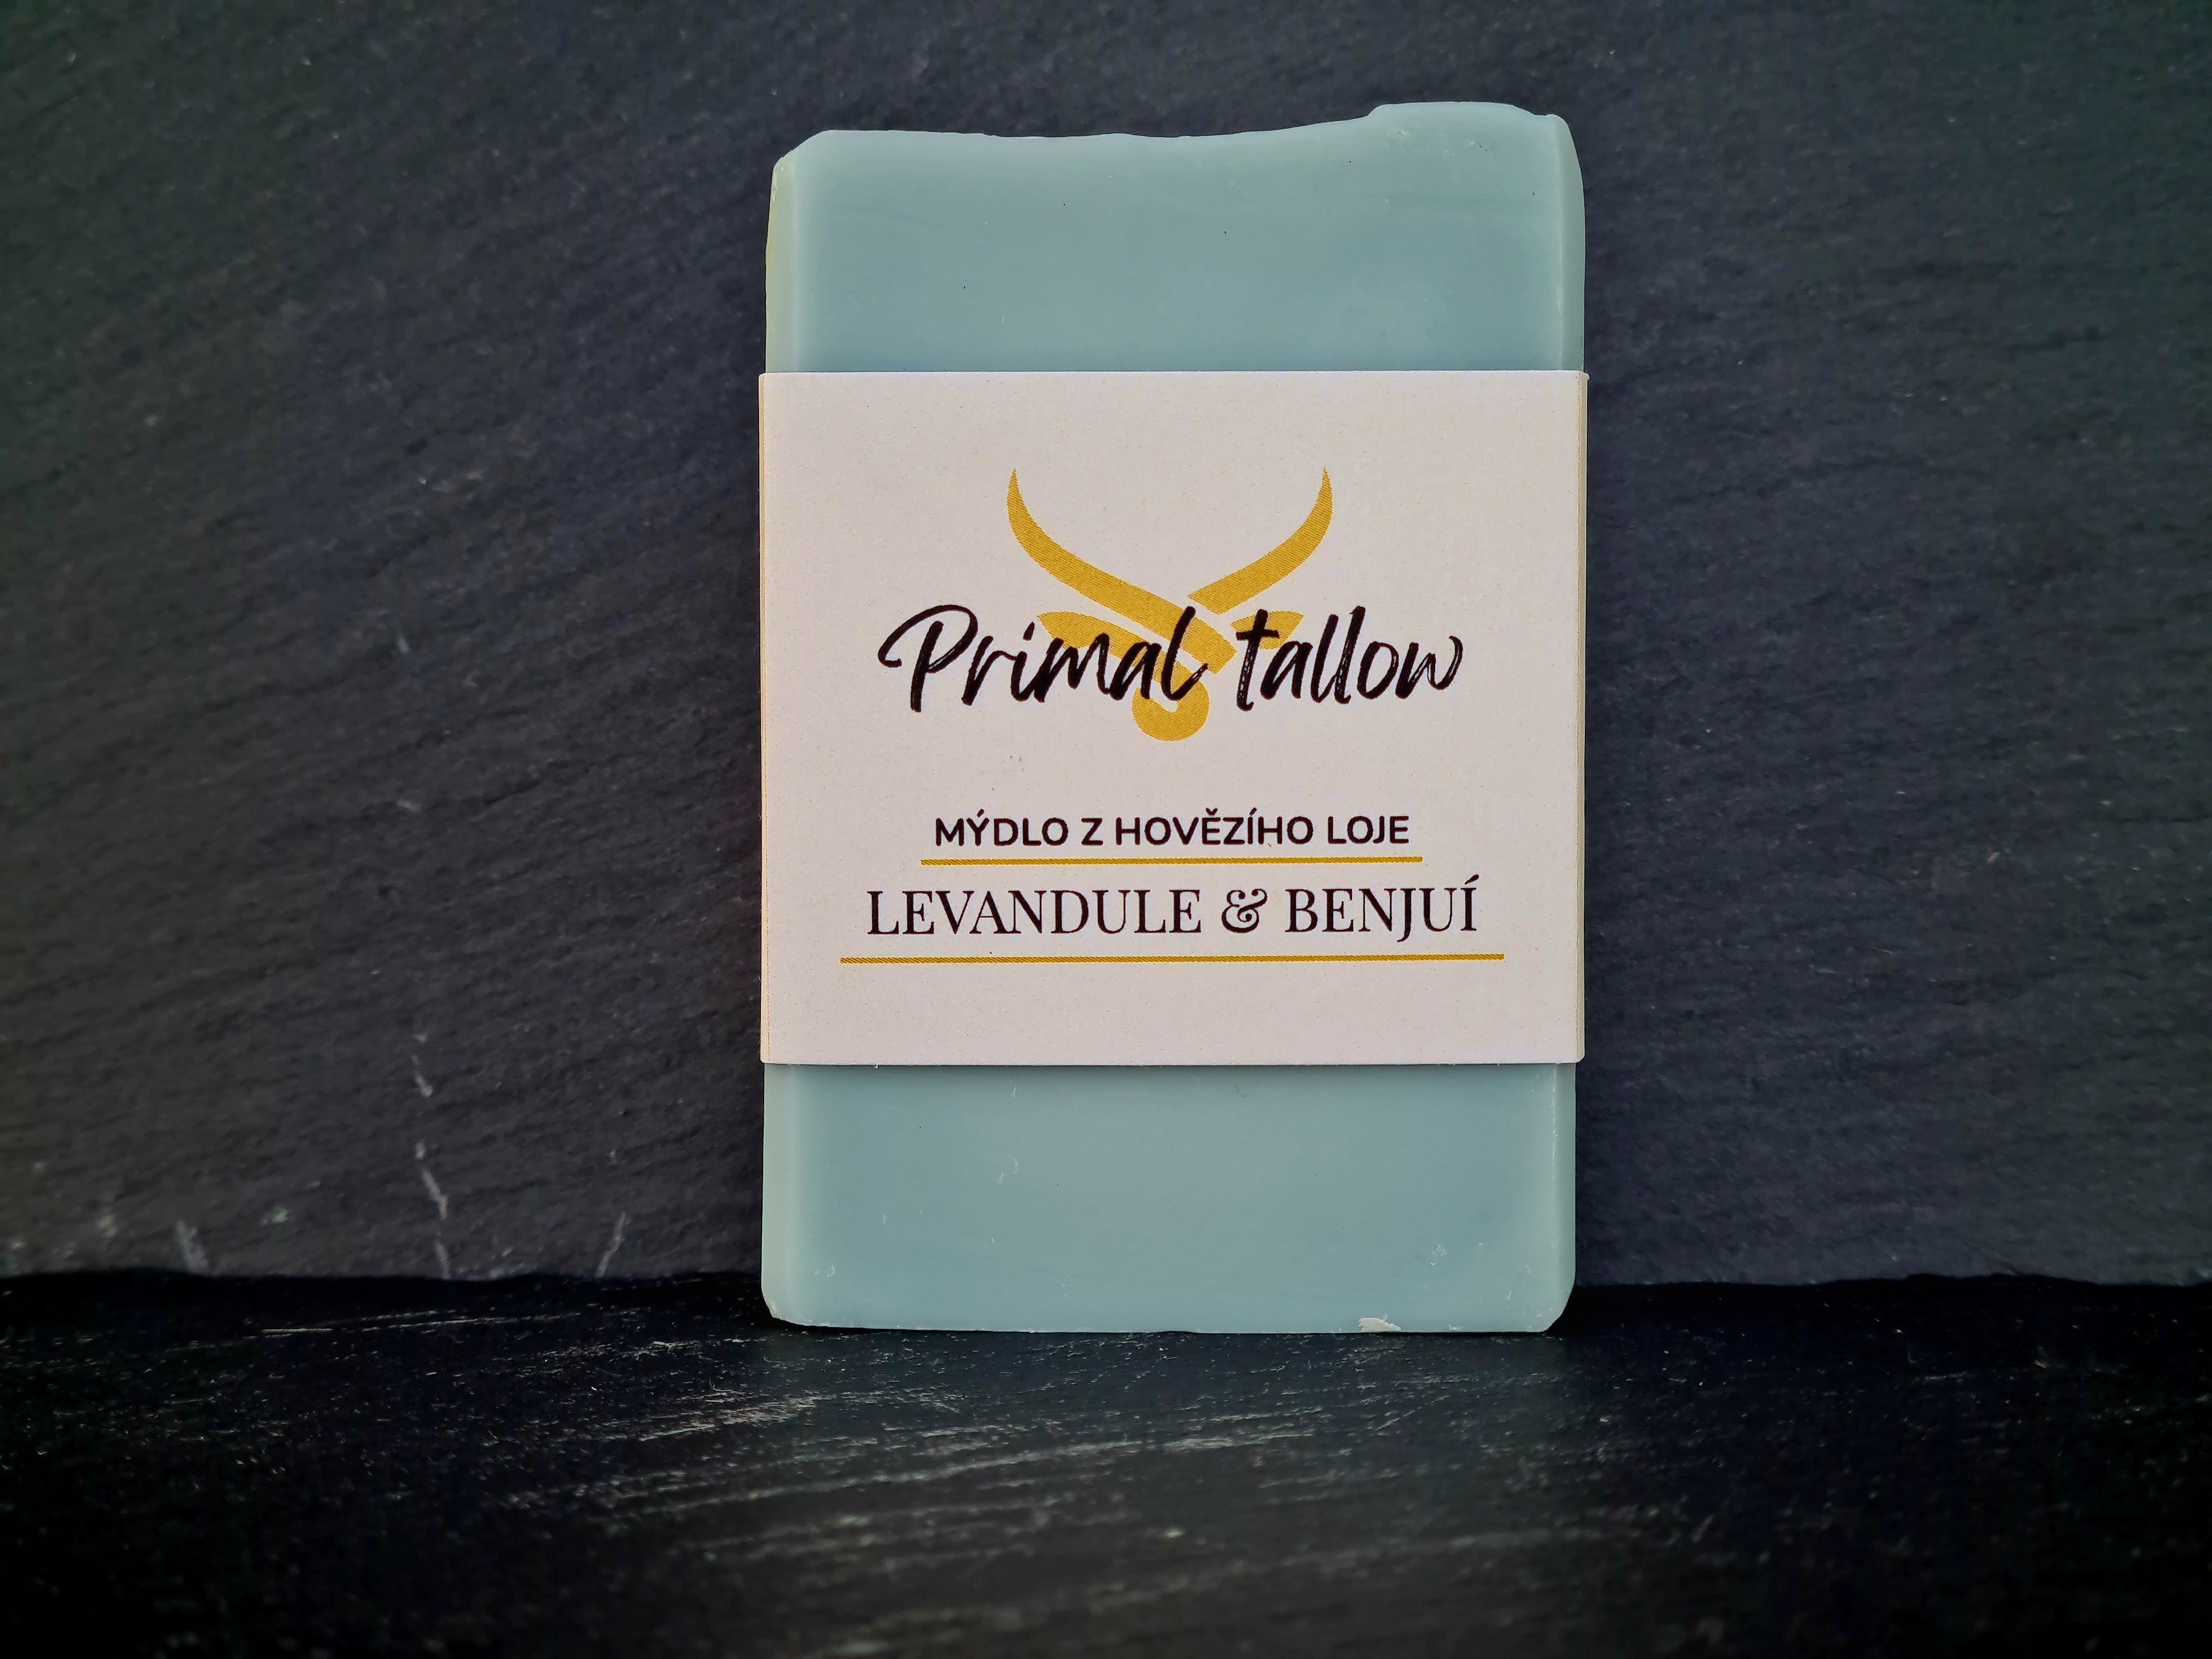 Primal tallow
MÝDLO Z HOVĚZÍHO LOJE
LEVANDULE & BENJUÍ